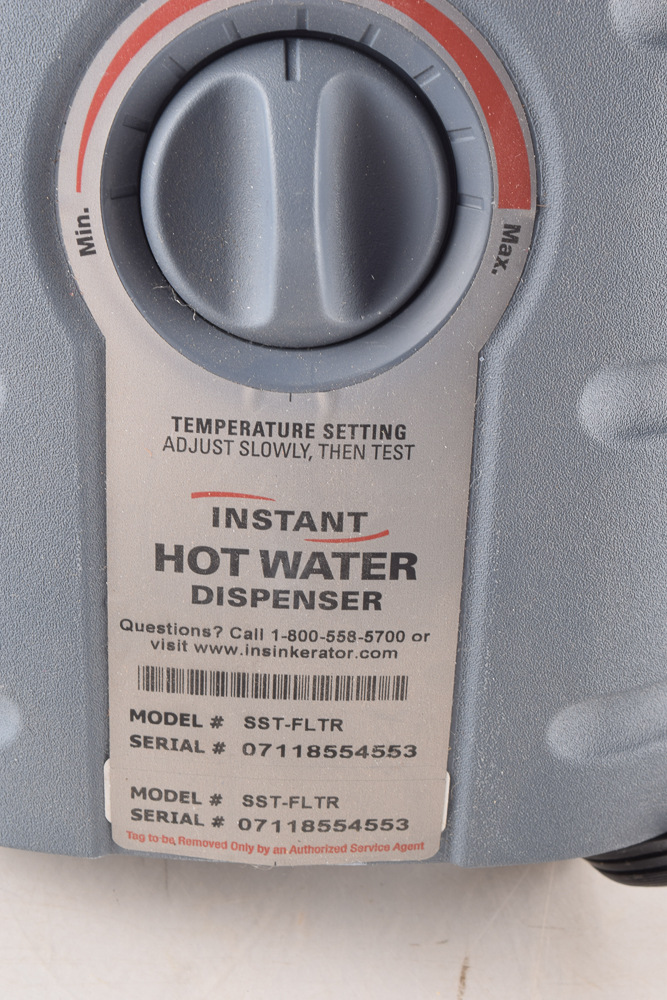 Min.
Max.
TEMPERATURE SETTING
ADJUST SLOWLY, THEN TEST
INSTANT
HOT WATER
DISPENSER
Questions? Call 1-800-558-5700 or
visit www.insinkerator.com
MODEL # SST-FLTR
SERIAL # 07118554553
MODEL # SST-FLTR
SERIAL # 07118554553
Tag to be Removed Only by an Authorized Service Agent